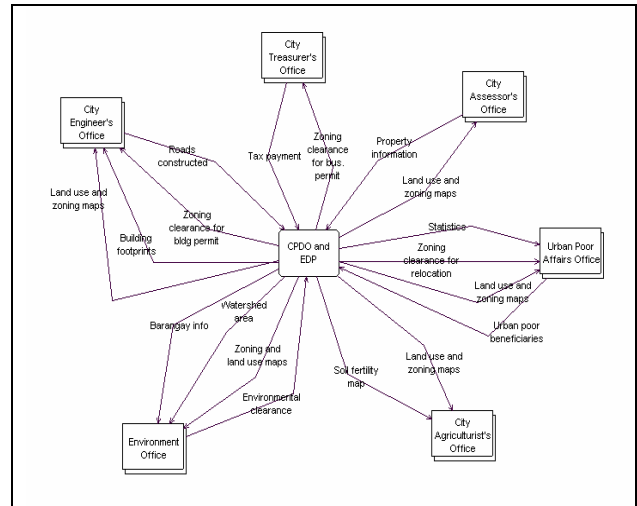 City
Treasurer's
Office
City
Engineer's
Office
City
Assessor's
Office
Roads
constructed
Tax payment
Zoning
clearance
for bus.
permit
Property
information
Land use and
zoning maps
Land use and
zoning maps
Zoning
clearance for
bldg permit
Building
footprints
CPDO and
EDP
Statistics
Zoning
clearance for
relocation
Urban Poor
Affairs Office
Land use and
zoning maps
Urban poor
beneficiaries
Barangay info
Watershed
area
Zoning and
land use maps
Environmental
clearance
Soil fertility
map
Land use and
zoning maps
Environment
Office
City
Agriculturist's
Office